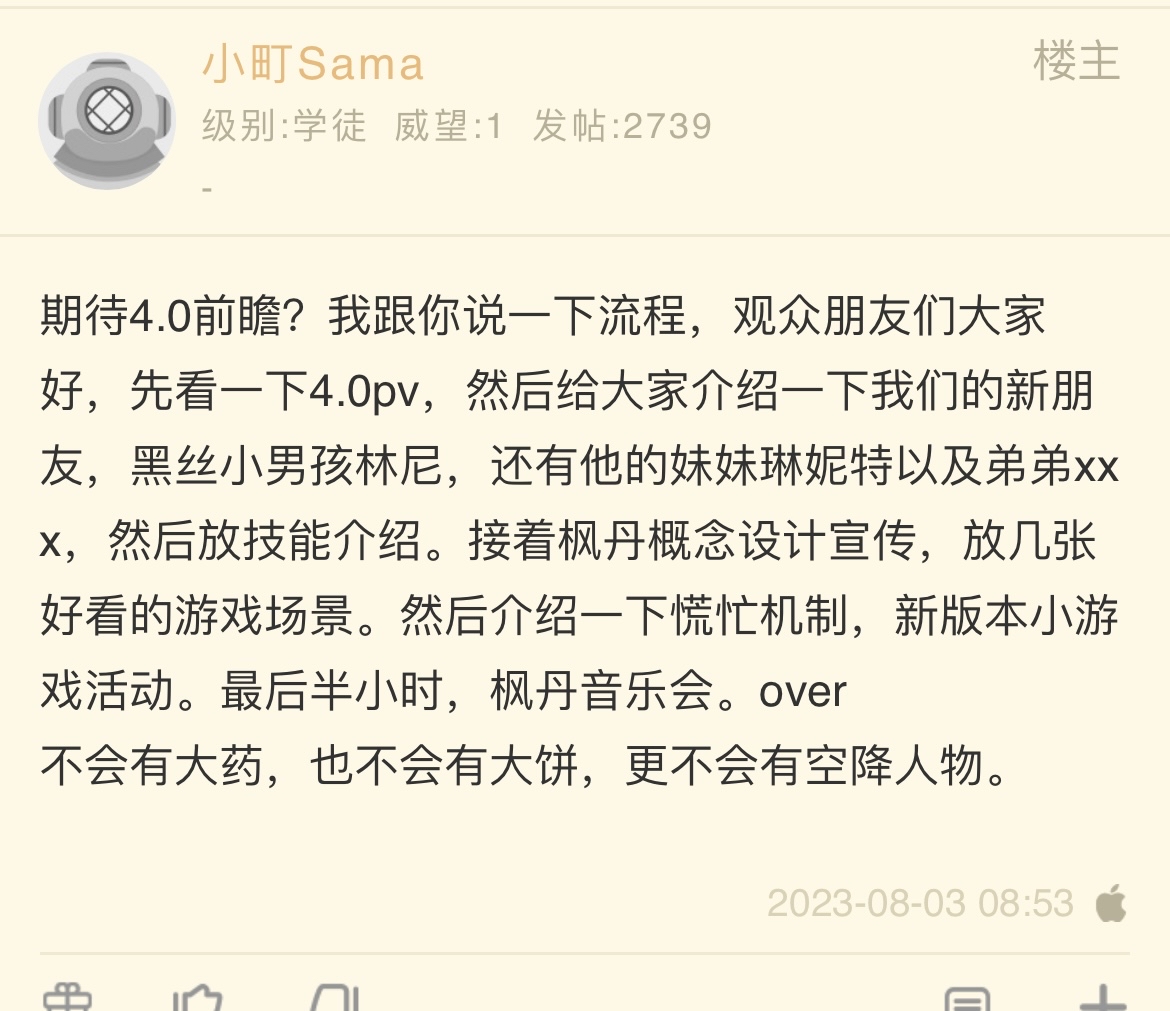 小町Sama
楼主
级别:学徒 威望:1 发帖:2739
-
期待4.0前瞻？我跟你说一下流程，观众朋友们大家
好，先看一下4.0pv，然后给大家介绍一下我们的新朋
友，黑丝小男孩林尼，还有他的妹妹琳妮特以及弟弟xx
x，然后放技能介绍。接着枫丹概念设计宣传，放几张
好看的游戏场景。然后介绍一下慌忙机制，新版本小游
戏活动。最后半小时，枫丹音乐会。over
不会有大药，也不会有大饼，更不会有空降人物。
2023-08-03 08:53